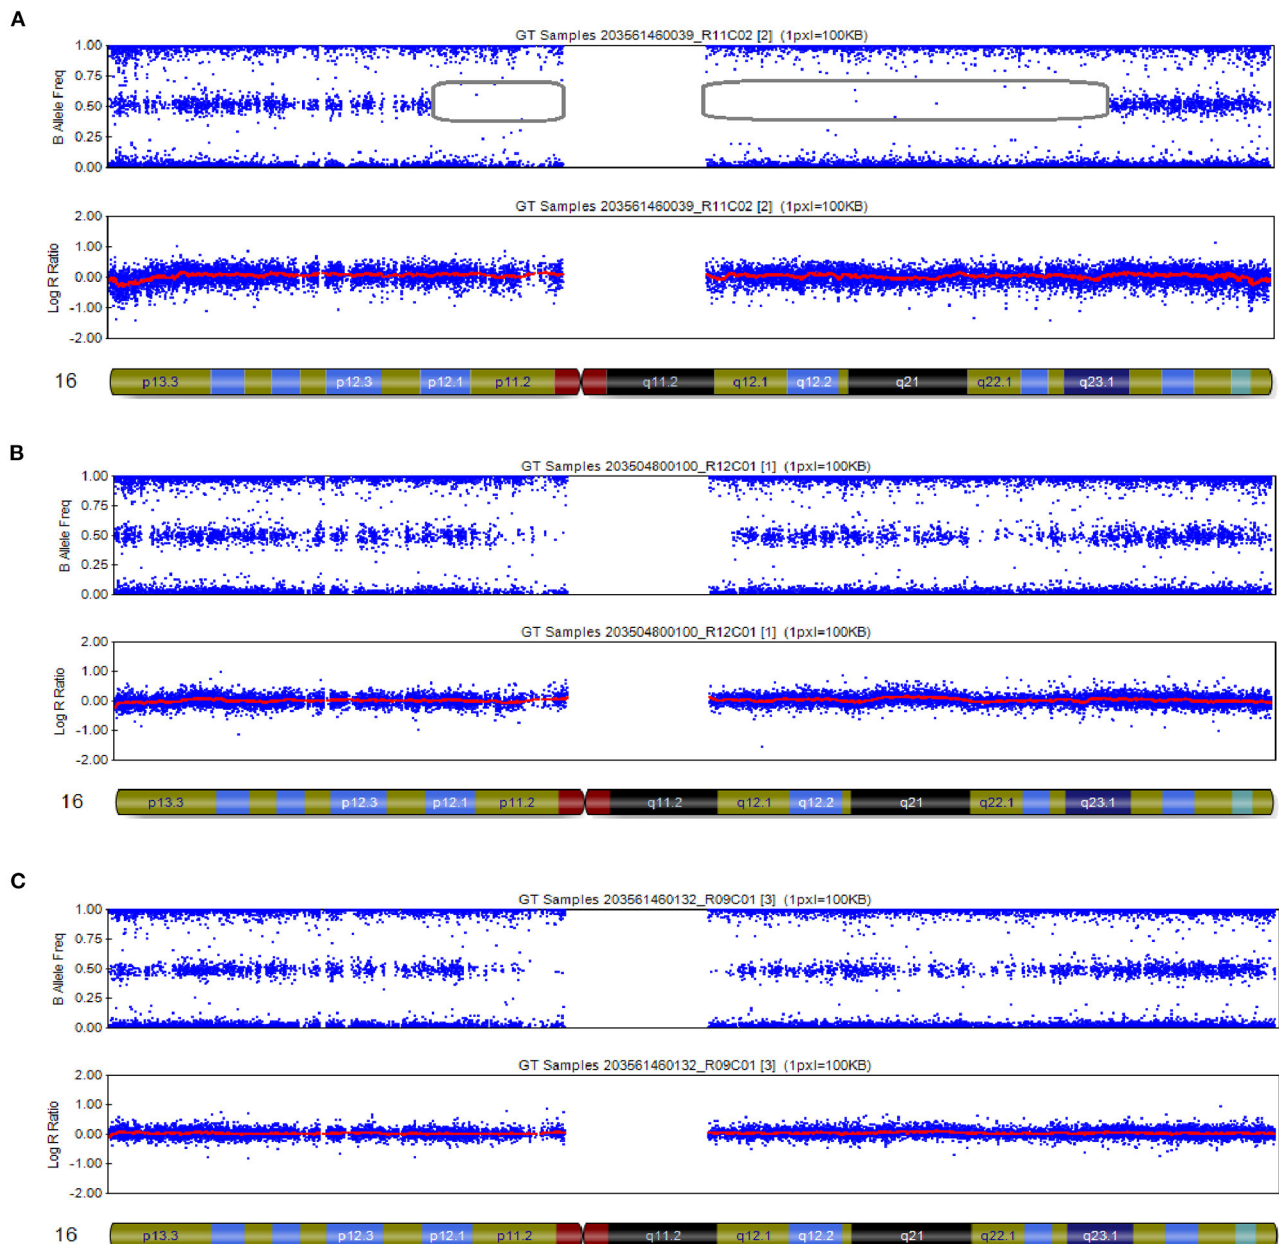 A
GT Samples 203561460039_R11C02 [2] (1pxl=100KB)
1.00
0.75
0.50
0.25
0.00
B Allele Freq
GT Samples 203561460039_R11C02 [2] (1pxl=100KB)
2.00
1.00
0.00
-1.00
-2.00
Log R Ratio
16
p13.3 p12.3 p12.1 p11.2 q11.2 q12.1 q12.2 q21 q22.1 q23.1
B
GT Samples 203504800100_R12C01 [1] (1pxl=100KB)
1.00
0.75
0.50
0.25
0.00
B Allele Freq
GT Samples 203504800100_R12C01 [1] (1pxl=100KB)
2.00
1.00
0.00
-1.00
-2.00
Log R Ratio
16
p13.3 p12.3 p12.1 p11.2 q11.2 q12.1 q12.2 q21 q22.1 q23.1
C
GT Samples 203561460132_R09C01 [3] (1pxl=100KB)
1.00
0.75
0.50
0.25
0.00
B Allele Freq
GT Samples 203561460132_R09C01 [3] (1pxl=100KB)
2.00
1.00
0.00
-1.00
-2.00
Log R Ratio
16
p13.3 p12.3 p12.1 p11.2 q11.2 q12.1 q12.2 q21 q22.1 q23.1